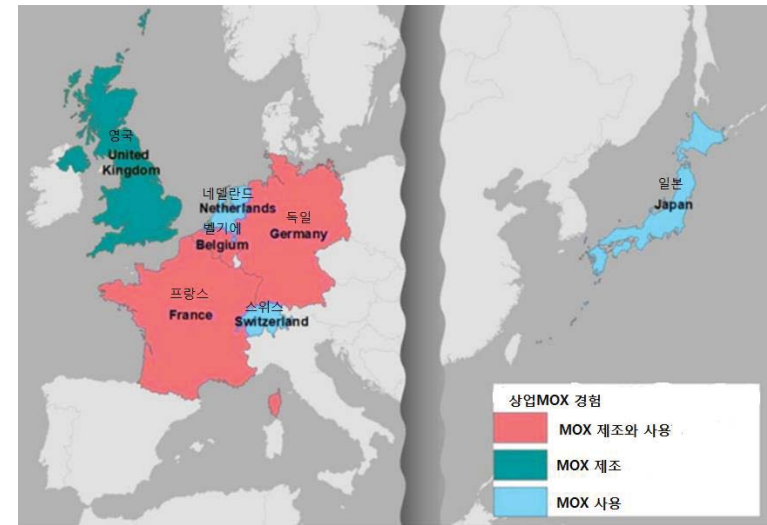 영국
United
Kingdom
네델란드
Netherlands
벨기에
Belgium
독일
Germany
프랑스
France
스위스
Switzerland
일본
Japan
상업MOX 경험
MOX 제조와 사용
MOX 제조
MOX 사용